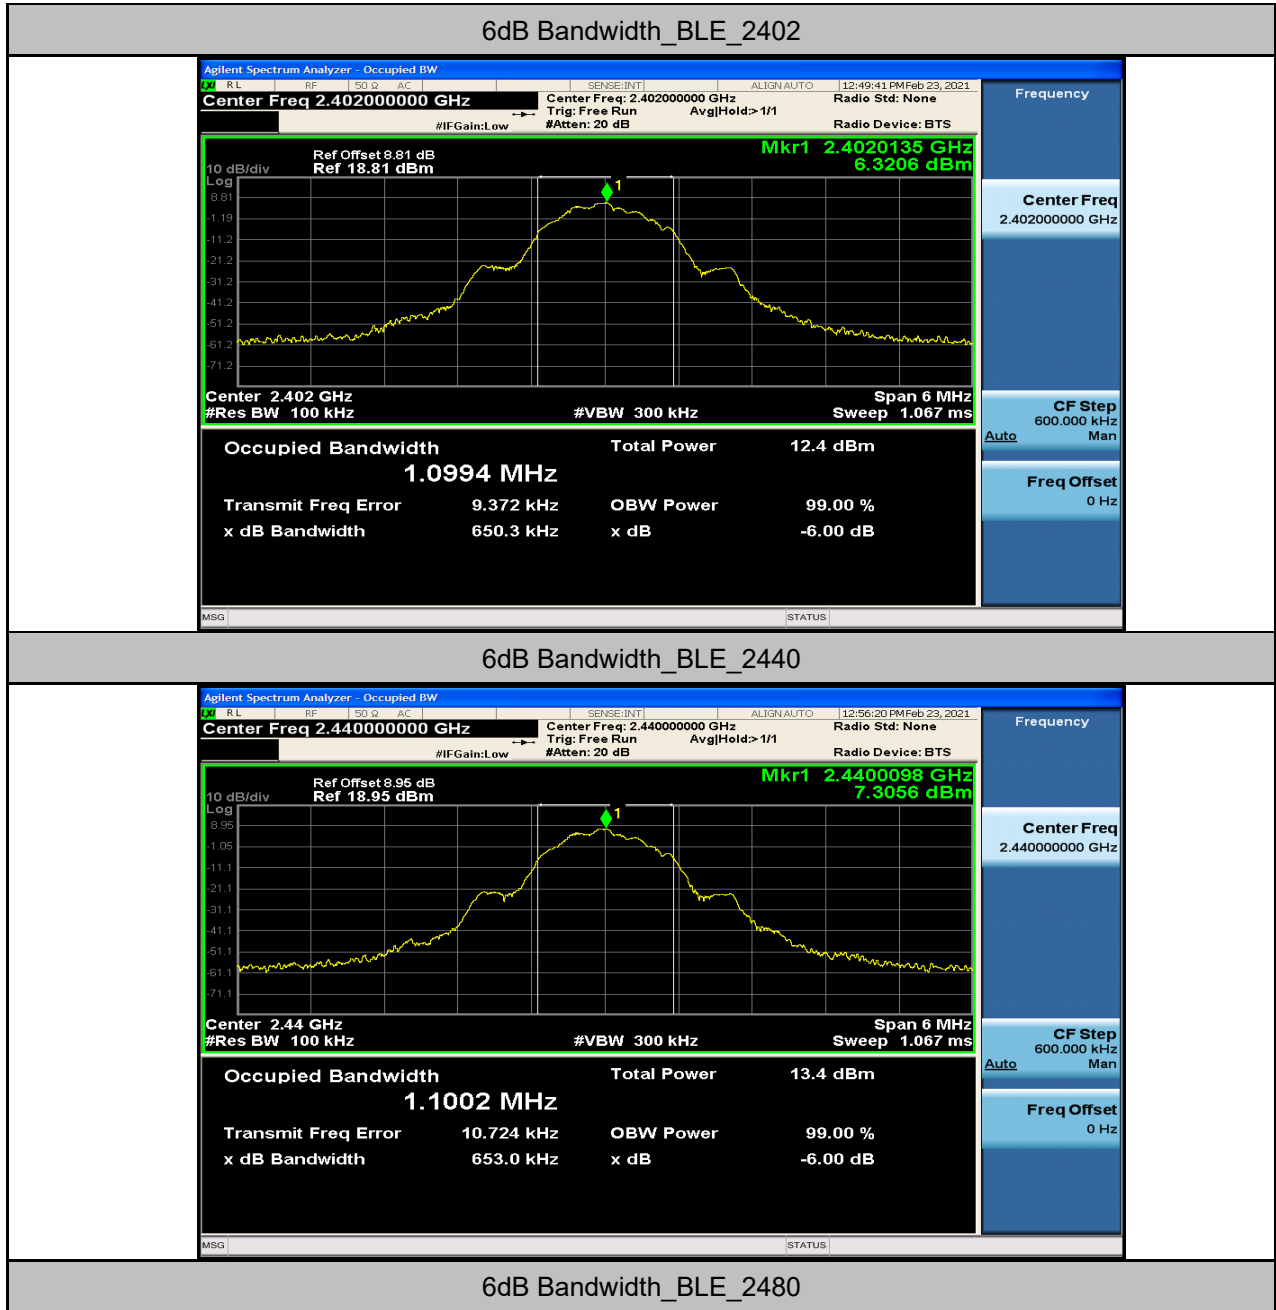 6dB Bandwidth_BLE_2402
Agilent Spectrum Analyzer - Occupied BW
LXI RL RF 50 Ω AC SENSE:INT ALIGN AUTO 12:49:41 PM Feb 23, 2021
Center Freq 2.402000000 GHz Center Freq: 2.402000000 GHz Radio Std: None Frequency
Trig: Free Run Avg|Hold:>1/1
#IFGain:Low #Atten: 20 dB Radio Device: BTS
Mkr1 2.4020135 GHz
Ref Offset 8.81 dB 6.3206 dBm
10 dB/div Ref 18.81 dBm
Log
1
8.81
-1.19
-11.2
-21.2
-31.2
-41.2
-51.2
-61.2
-71.2
Center Freq
2.402000000 GHz
Center 2.402 GHz Span 6 MHz
#Res BW 100 kHz #VBW 300 kHz Sweep 1.067 ms
CF Step
600.000 kHz
Auto Man
Occupied Bandwidth Total Power 12.4 dBm
1.0994 MHz
Freq Offset
0 Hz
Transmit Freq Error 9.372 kHz OBW Power 99.00 %
x dB Bandwidth 650.3 kHz x dB -6.00 dB
MSG STATUS
6dB Bandwidth_BLE_2440
Agilent Spectrum Analyzer - Occupied BW
LXI RL RF 50 Ω AC SENSE:INT ALIGN AUTO 12:56:20 PM Feb 23, 2021
Center Freq 2.440000000 GHz Center Freq: 2.440000000 GHz Radio Std: None Frequency
Trig: Free Run Avg|Hold:>1/1
#IFGain:Low #Atten: 20 dB Radio Device: BTS
Mkr1 2.4400098 GHz
Ref Offset 8.95 dB 7.3056 dBm
10 dB/div Ref 18.95 dBm
Log
1
8.95
-1.05
-11.1
-21.1
-31.1
-41.1
-51.1
-61.1
-71.1
Center Freq
2.440000000 GHz
Center 2.44 GHz Span 6 MHz
#Res BW 100 kHz #VBW 300 kHz Sweep 1.067 ms
CF Step
600.000 kHz
Auto Man
Occupied Bandwidth Total Power 13.4 dBm
1.1002 MHz
Freq Offset
0 Hz
Transmit Freq Error 10.724 kHz OBW Power 99.00 %
x dB Bandwidth 653.0 kHz x dB -6.00 dB
MSG STATUS
6dB Bandwidth_BLE_2480